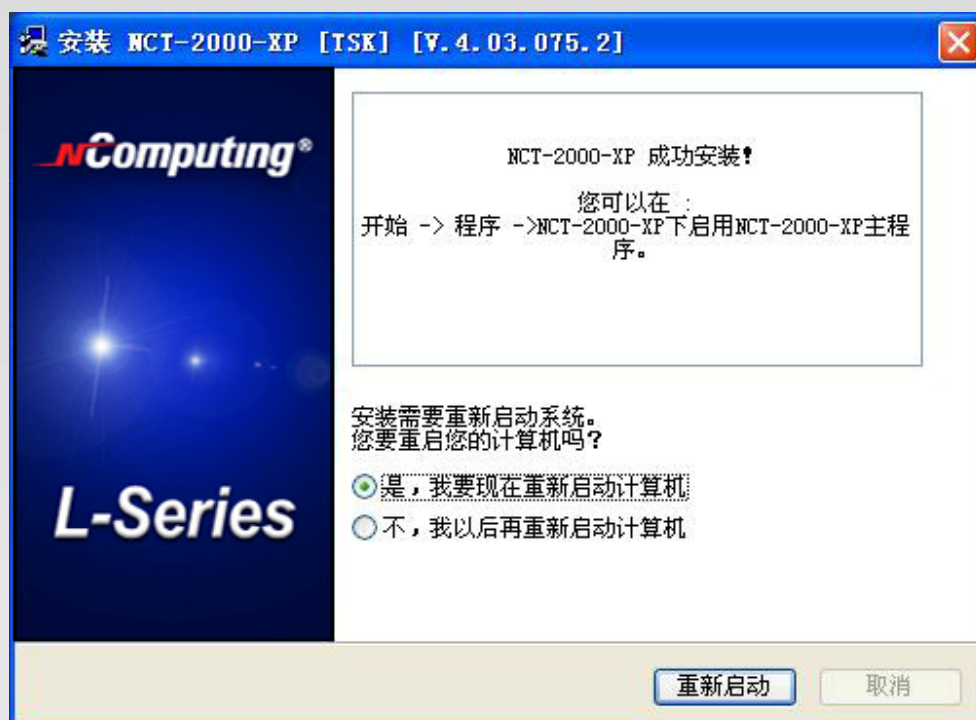 安装 NCT-2000-XP [TSK] [V.4.03.075.2]
NComputing®
NCT-2000-XP 成功安装!
您可以在 :
开始 -> 程序 ->NCT-2000-XP下启用NCT-2000-XP主程
序。
安装需要重新启动系统。
您要重启您的计算机吗?
是,我要现在重新启动计算机
不,我以后再重新启动计算机
L-Series
重新启动
取消